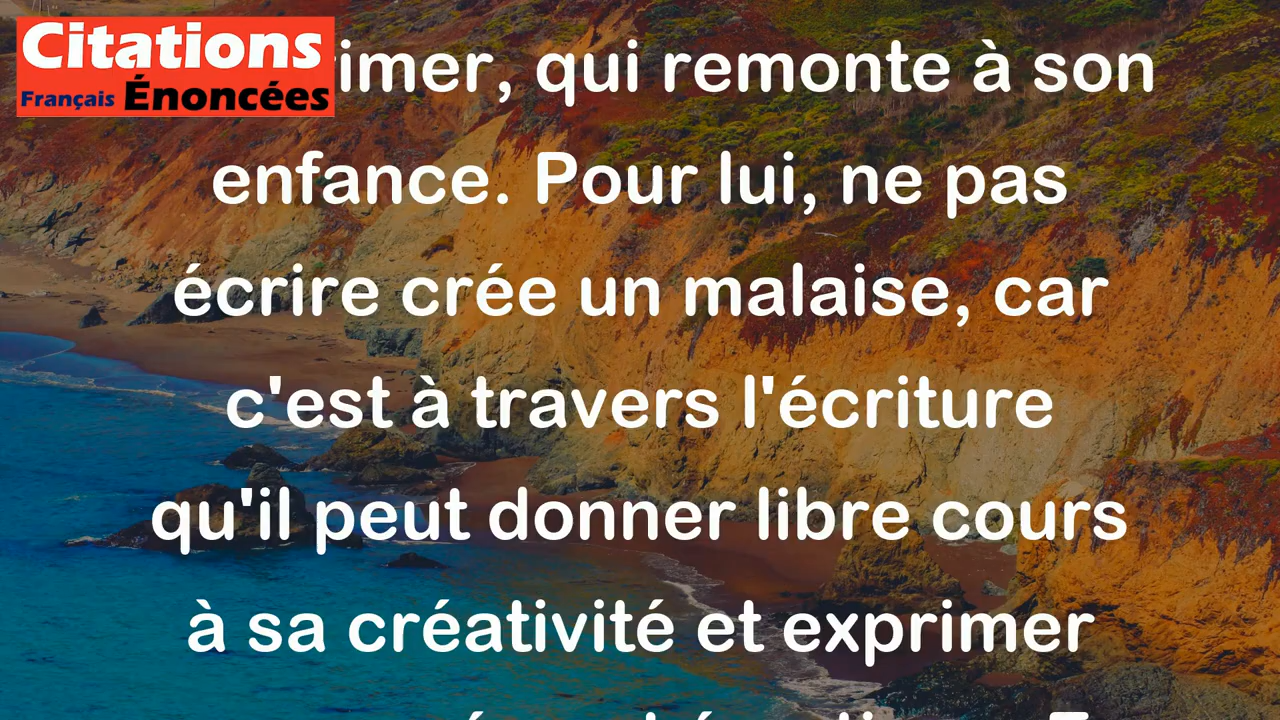 Citations
Français Énoncées
rimer, qui remonte à son
enfance. Pour lui, ne pas
écrire crée un malaise, car
c'est à travers l'écriture
qu'il peut donner libre cours
à sa créativité et exprimer